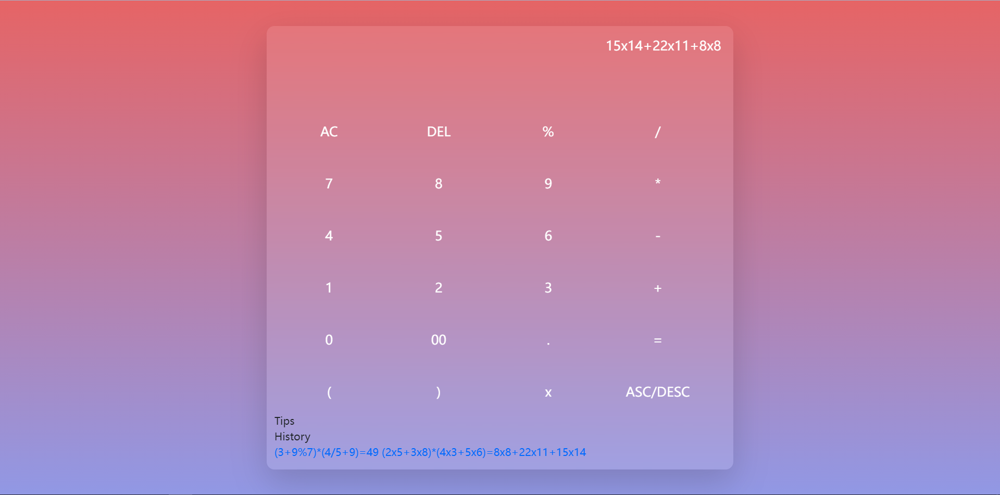 15x14+22x11+8x8
AC DEL % /
7 8 9 *
4 5 6 -
1 2 3 +
0 00 . =
( ) x ASC/DESC
Tips
History
(3+9%7)*(4/5+9)=49 (2x5+3x8)*(4x3+5x6)=8x8+22x11+15x14